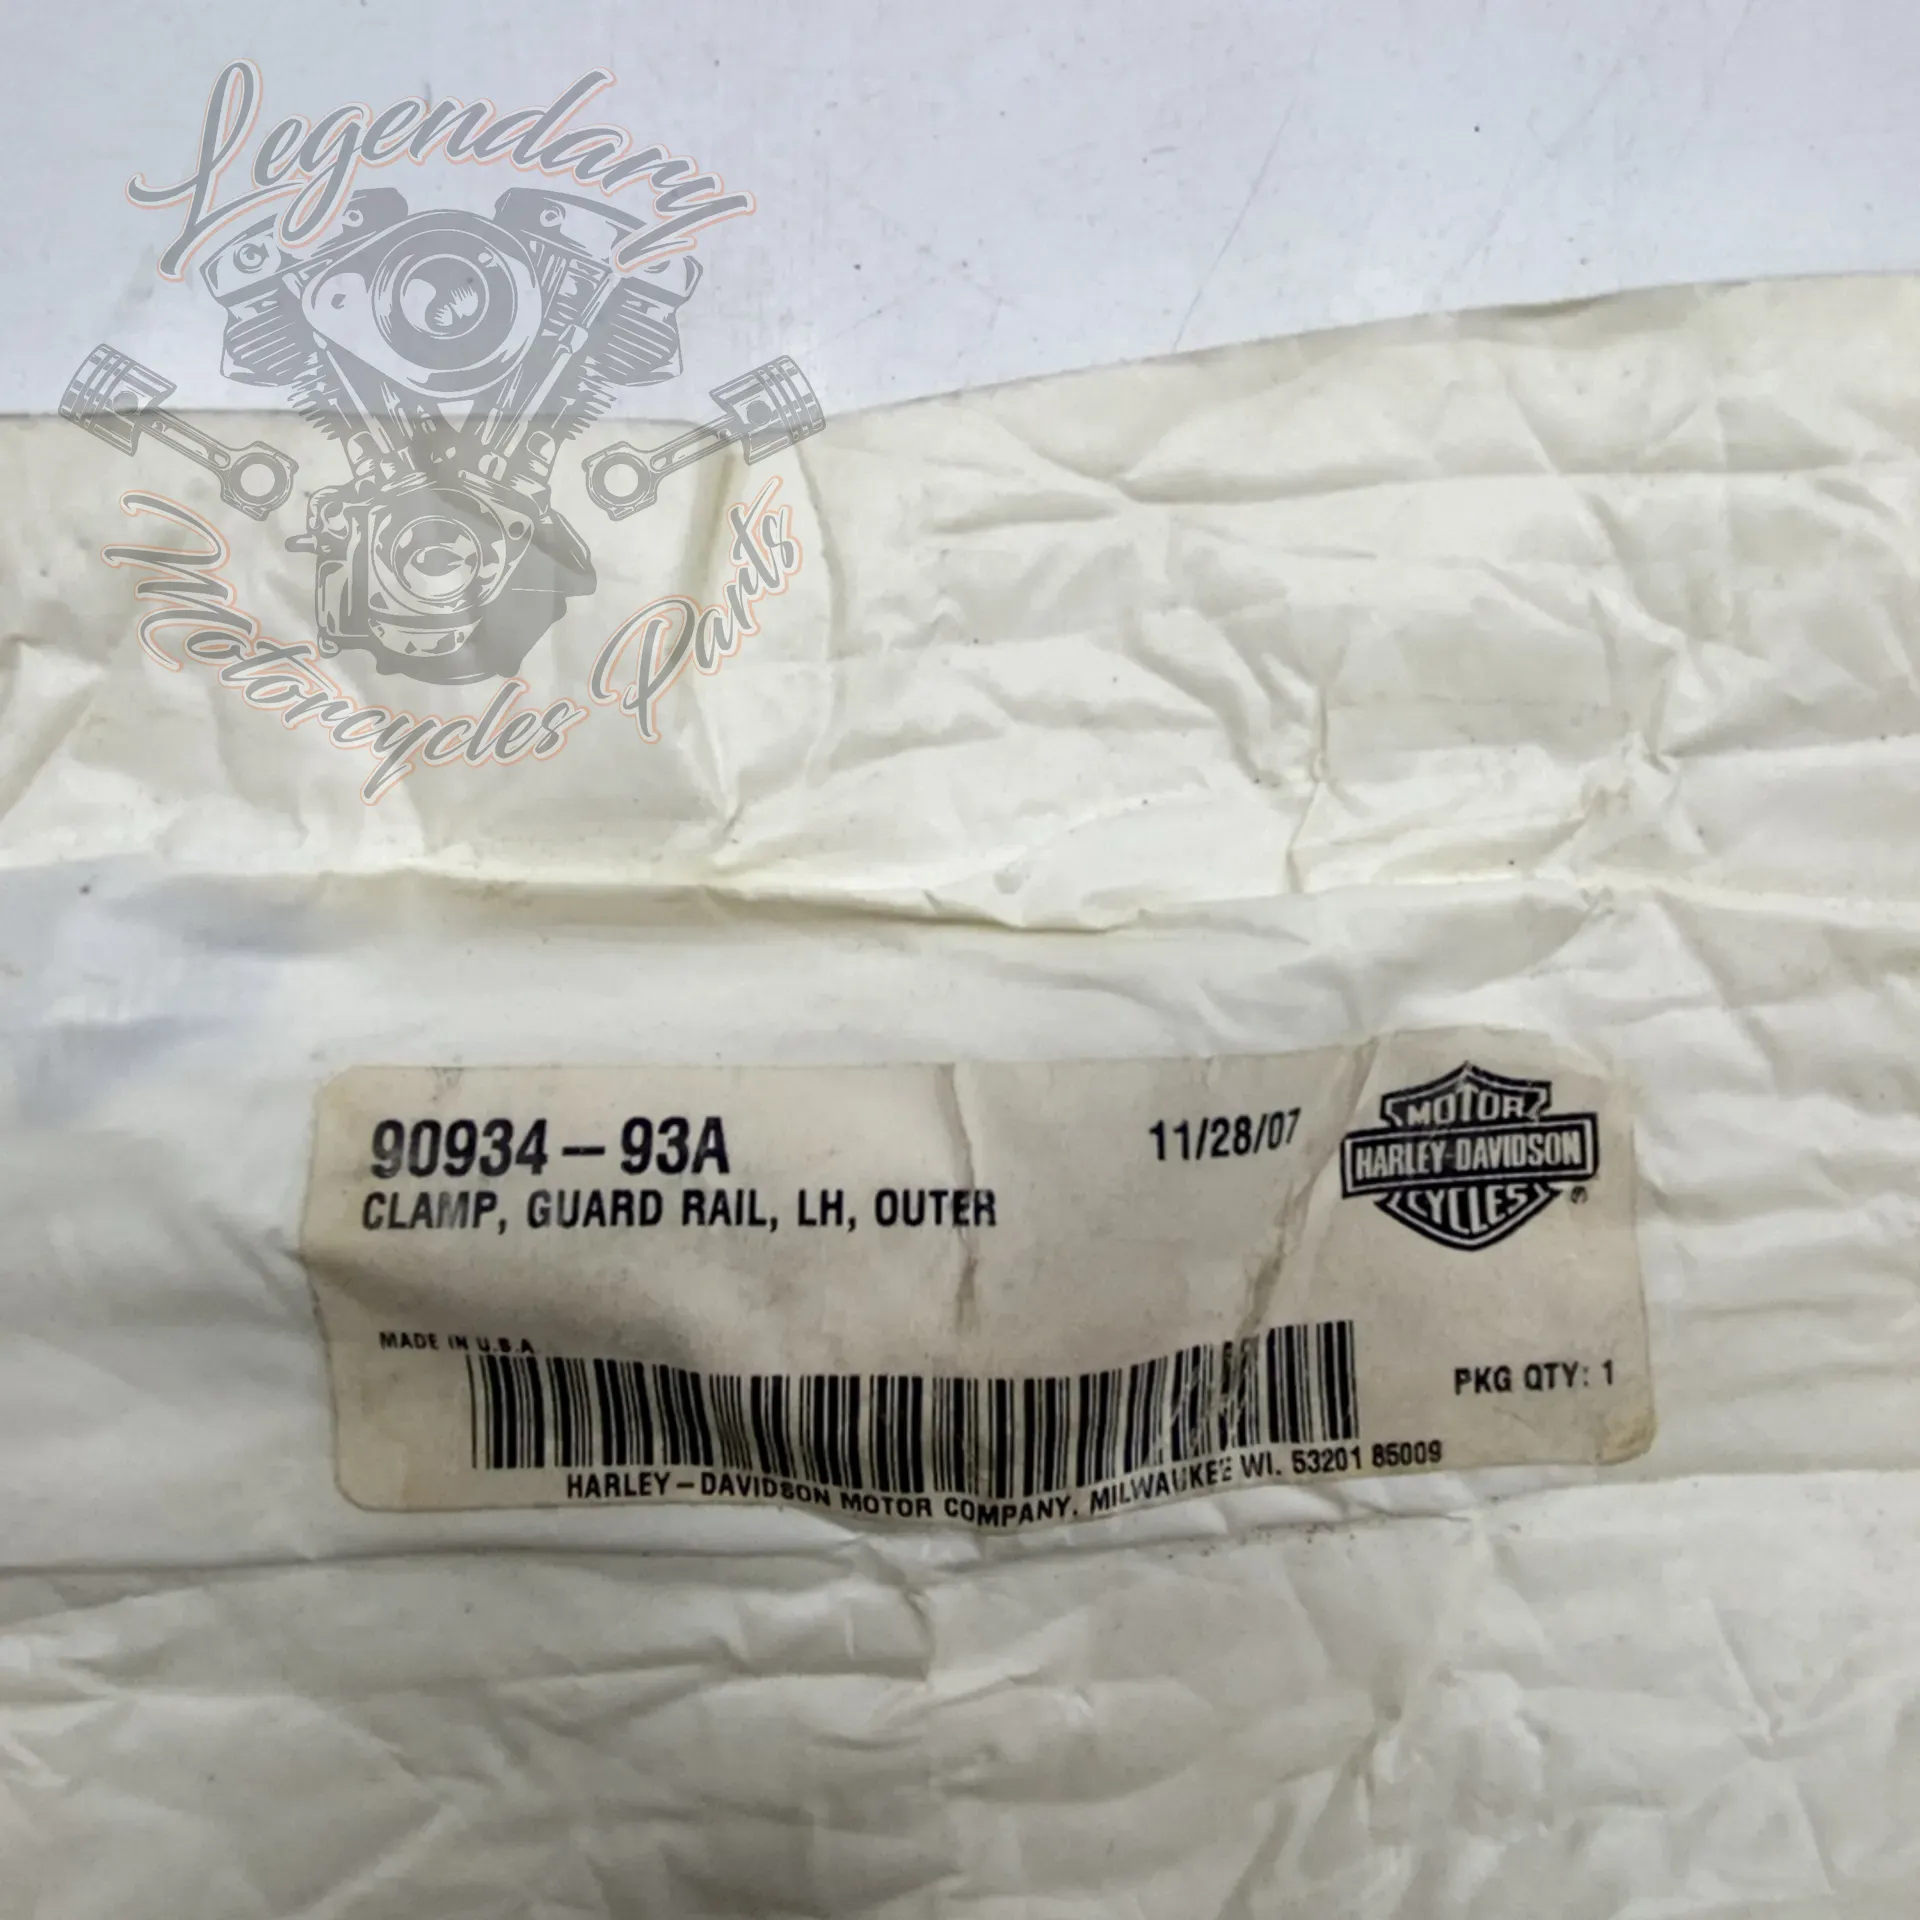 Legendary
Motorcycles Parts
90934-93A
11/28/07
CLAMP, GUARD RAIL, LH, OUTER
MOTOR
HARLEY-DAVIDSON
CYCLES
®
MADE IN U.S.A
PKG QTY: 1
HARLEY-DAVIDSON MOTOR COMPANY. MILWAUKEE WI. 53201 85009